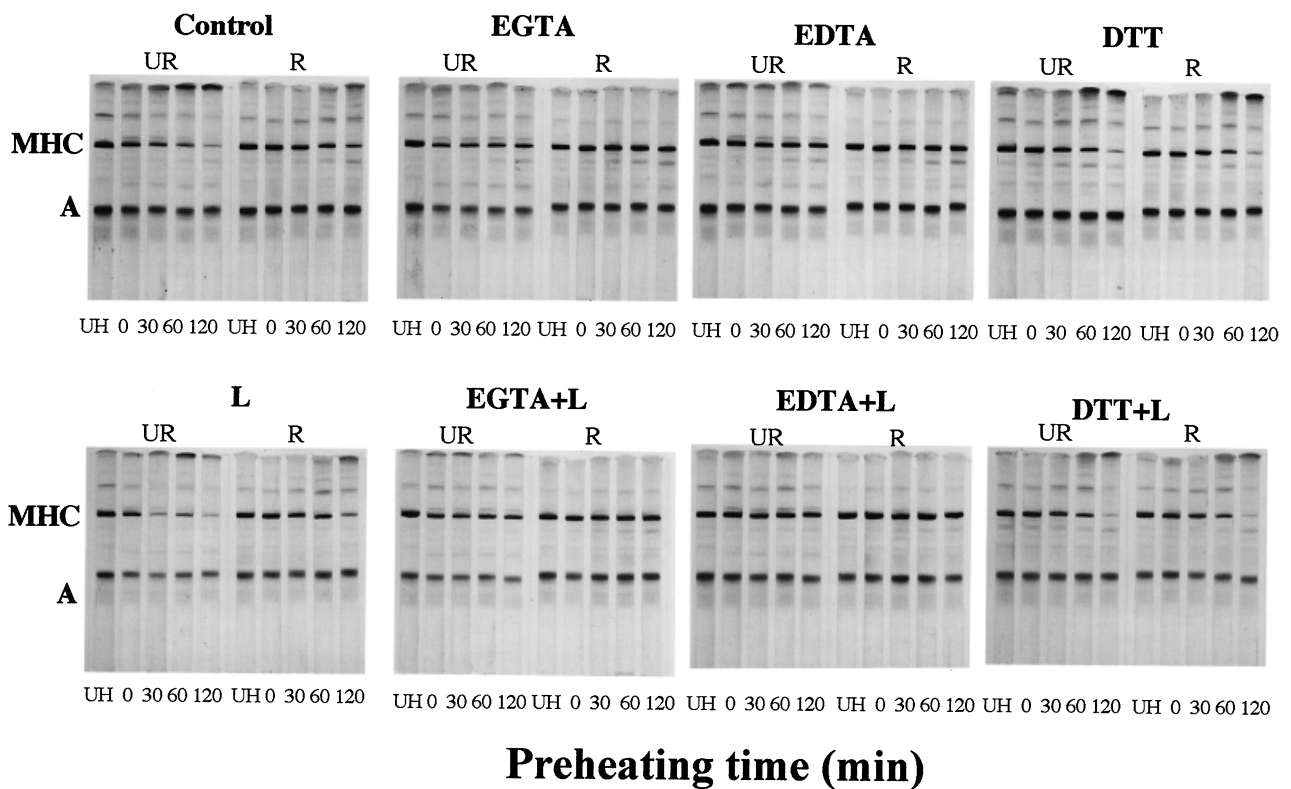 Control EGTA EDTA DTT
UR R UR R UR R UR R
MHC
A
UH 0 30 60 120 UH 0 30 60 120 UH 0 30 60 120 UH 0 30 60 120 UH 0 30 60 120 UH 0 30 60 120 UH 0 30 60 120 UH 0 30 60 120
L EGTA+L EDTA+L DTT+L
UR R UR R UR R UR R
MHC
A
UH 0 30 60 120 UH 0 30 60 120 UH 0 30 60 120 UH 0 30 60 120 UH 0 30 60 120 UH 0 30 60 120 UH 0 30 60 120 UH 0 30 60 120
Preheating time (min)